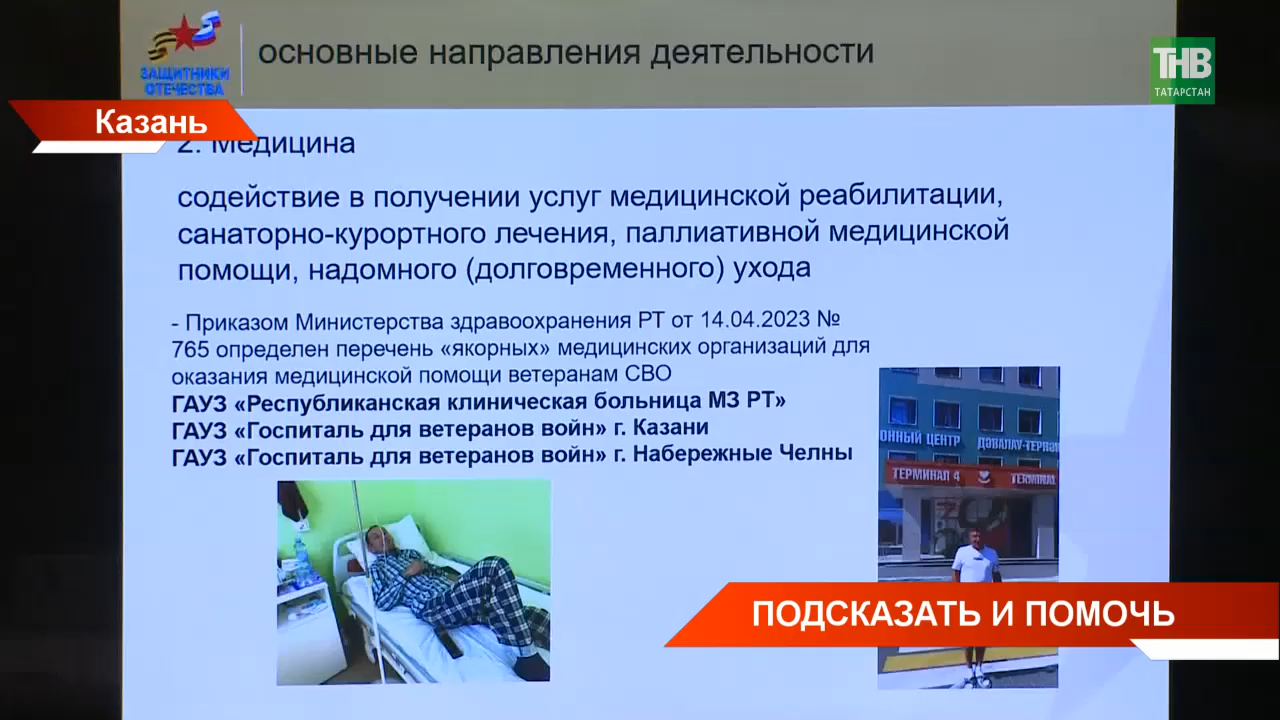 ЗАЩИТНИКИ
ОТЕЧЕСТВА
основные направления деятельности
ТНВ
ТАТАРСТАН
Казань
2. Медицина
содействие в получении услуг медицинской реабилитации,
санаторно-курортного лечения, паллиативной медицинской
помощи, надомного (долговременного) ухода
- Приказом Министерства здравоохранения РТ от 14.04.2023 №
765 определен перечень «якорных» медицинских организаций для
оказания медицинской помощи ветеранам СВО
ГАУЗ «Республиканская клиническая больница МЗ РТ»
ГАУЗ «Госпиталь для ветеранов войн» г. Казани
ГАУЗ «Госпиталь для ветеранов войн» г. Набережные Челны
ОННЫЙ ЦЕНТР
ТЕРМИНАЛ 4 TERMINAL
ПОДСКАЗАТЬ И ПОМОЧЬ